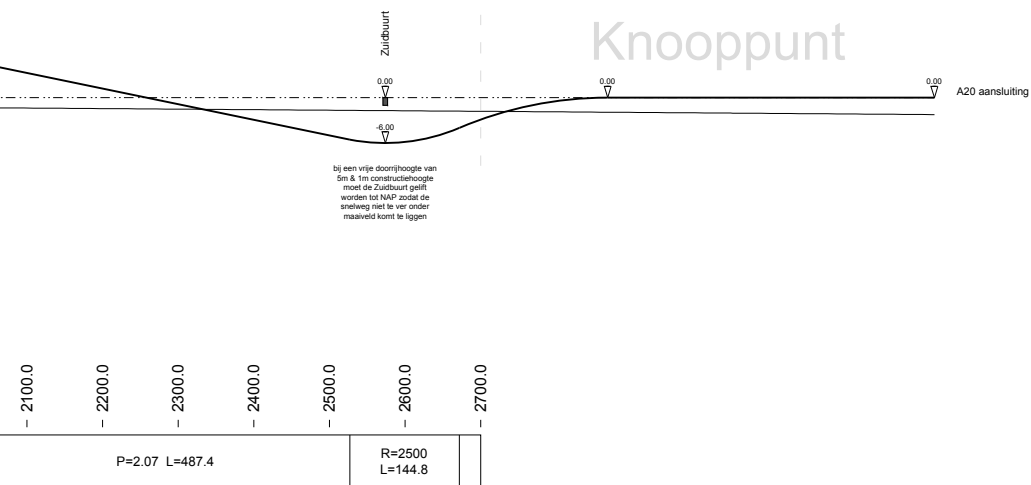 Zuidbuurt
Knooppunt
0.00
0.00
0.00
A20 aansluiting
-6.00
bij een vrije doorrijhoogte van
5m & 1m constructiehoogte
moet de Zuidbuurt gelift
worden tot NAP zodat de
snelweg niet te ver onder
maaiveld komt te liggen
2100.0
2200.0
2300.0
2400.0
2500.0
2600.0
2700.0
P=2.07 L=487.4
R=2500
L=144.8